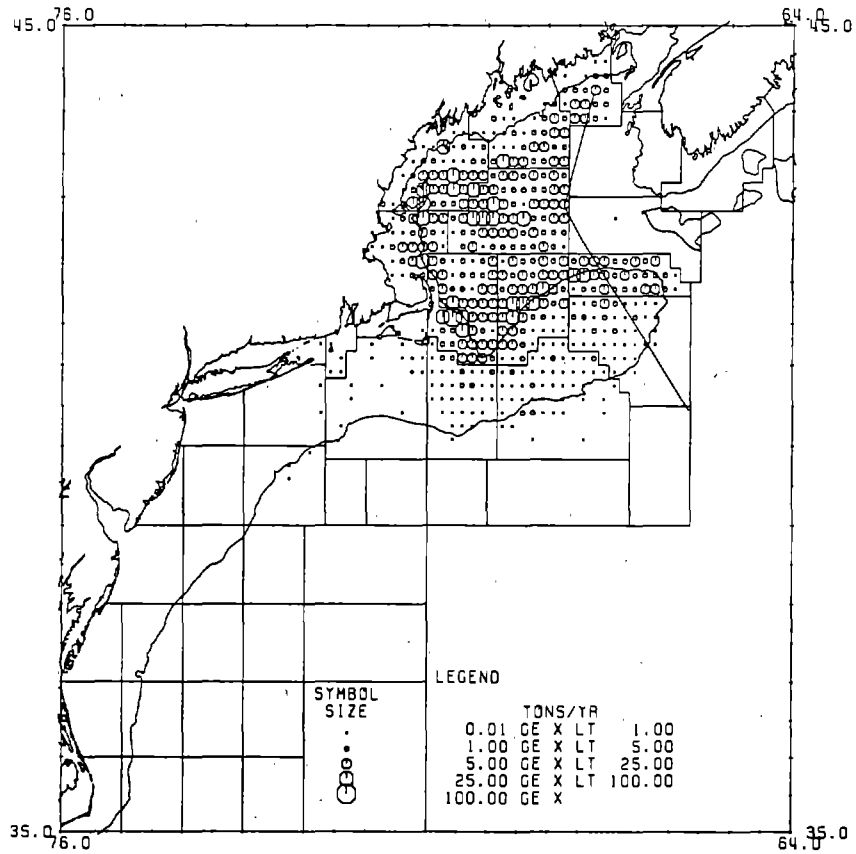 76.0 64.0
45.0 45.0
LEGEND
SYMBOL
SIZE
TONS/YR
0.01 GE X LT 1.00
1.00 GE X LT 5.00
5.00 GE X LT 25.00
25.00 GE X LT 100.00
100.00 GE X
35.0 35.0
76.0 64.0